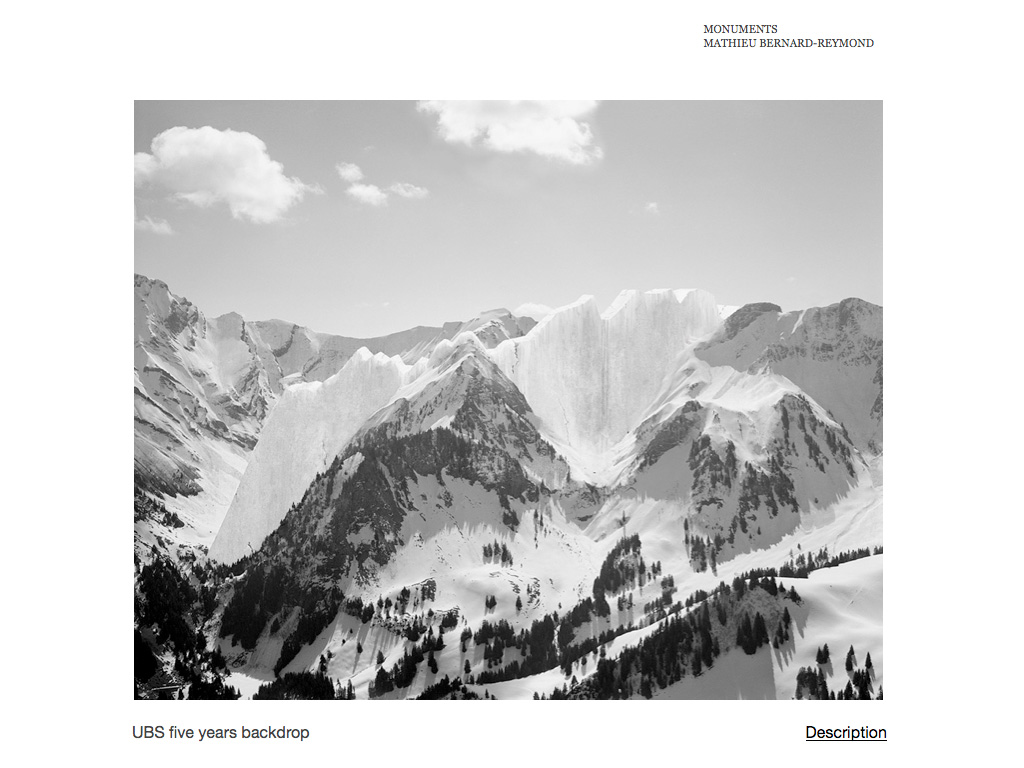 MONUMENTS
MATHIEU BERNARD-REYMOND
UBS five years backdrop
Description